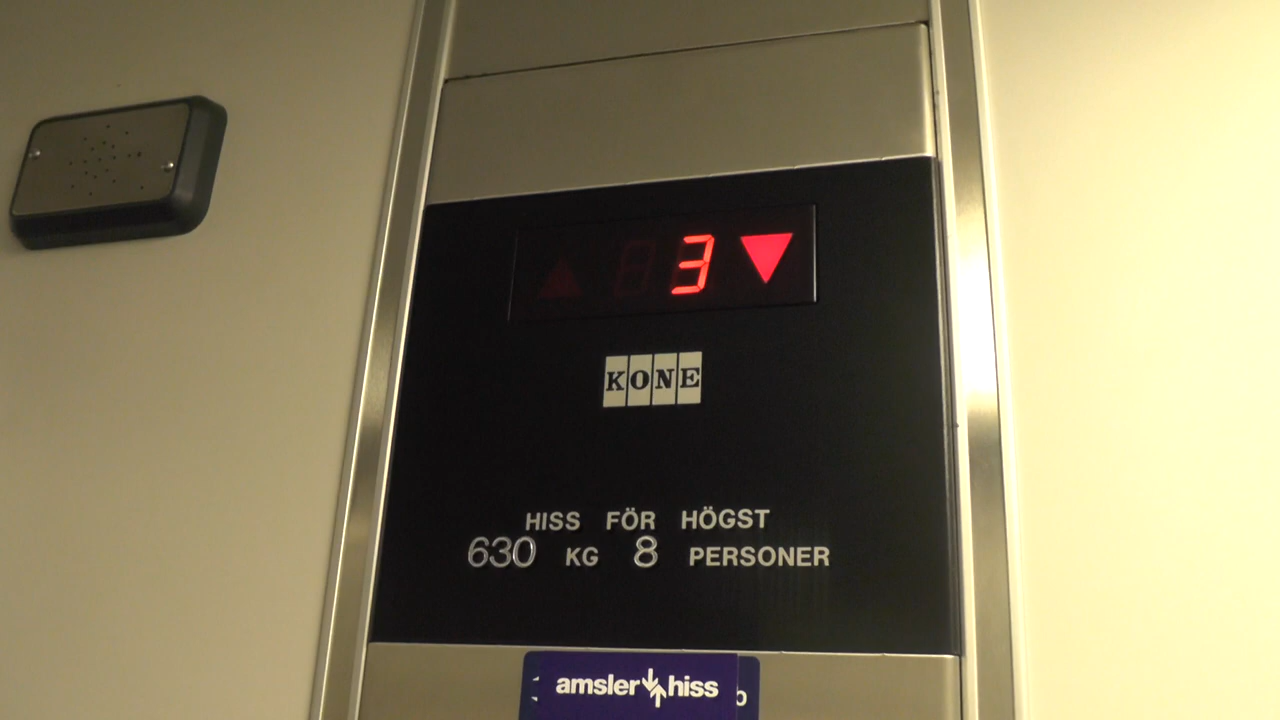 3
KONE
HISS FÖR HÖGST
630 KG 8 PERSONER
amsler hiss